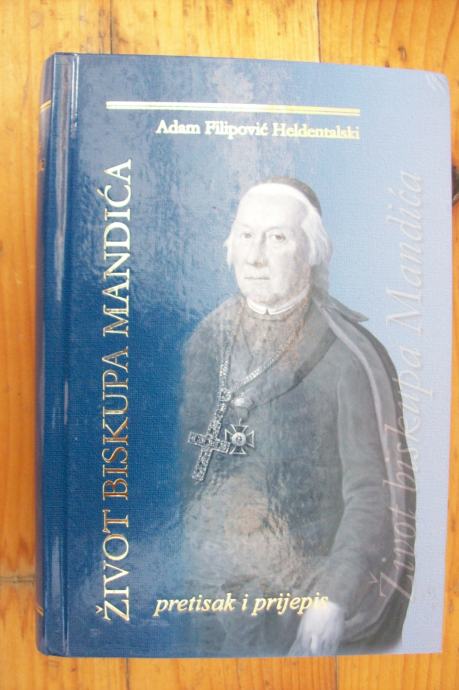 Adam Filipović Heldentalski
ŽIVOT BISKUPA MANDIĆA
Život biskupa Mandića
pretisak i prijepis